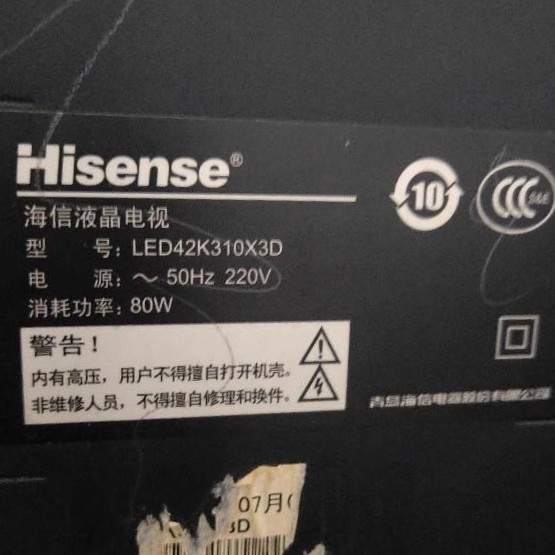 Hisense®
海信液晶电视
型 号: LED42K310X3D
电 源: ～ 50Hz 220V
消耗功率: 80W
10
CCC S&E
警告!
内有高压，用户不得擅自打开机壳。
非维修人员，不得擅自修理和换件。
青岛海信电器股份有限公司
07月
3D